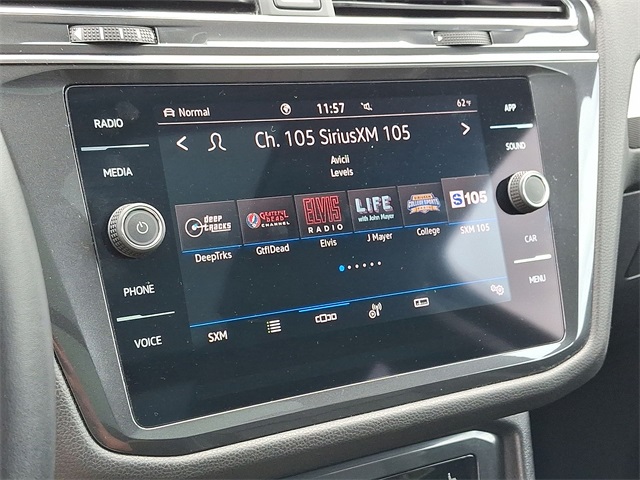 Normal 11:57 62°F
RADIO
MEDIA
PHONE
VOICE
APP
SOUND
CAR
MENU
< Ch. 105 SiriusXM 105 >
Avicii
Levels
deep tracks
GRATEFUL DEAD CHANNEL
ELVIS RADIO
LIFE with John Mayer
COLLEGE SPORTS
S 105
DeepTrks GtflDead Elvis J Mayer College SXM 105
SXM